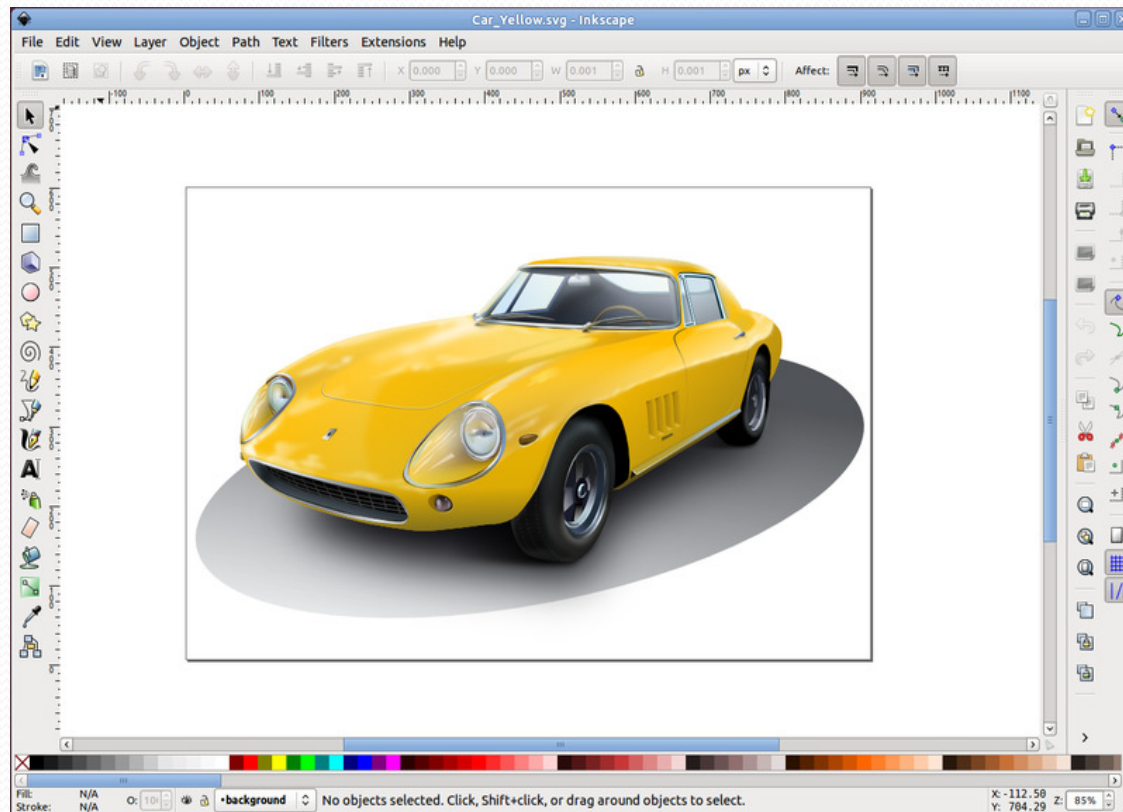 Car_Yellow.svg - Inkscape
File Edit View Layer Object Path Text Filters Extensions Help
X 0.000 Y 0.000 W 0.001 H 0.001 px Affect:
-100 0 100 200 300 400 500 600 700 800 900 1000 1100
Fill: N/A O: •background No objects selected. Click, Shift+click, or drag around objects to select. X: -112.50 Z: 85%
Stroke: N/A Y: 704.29